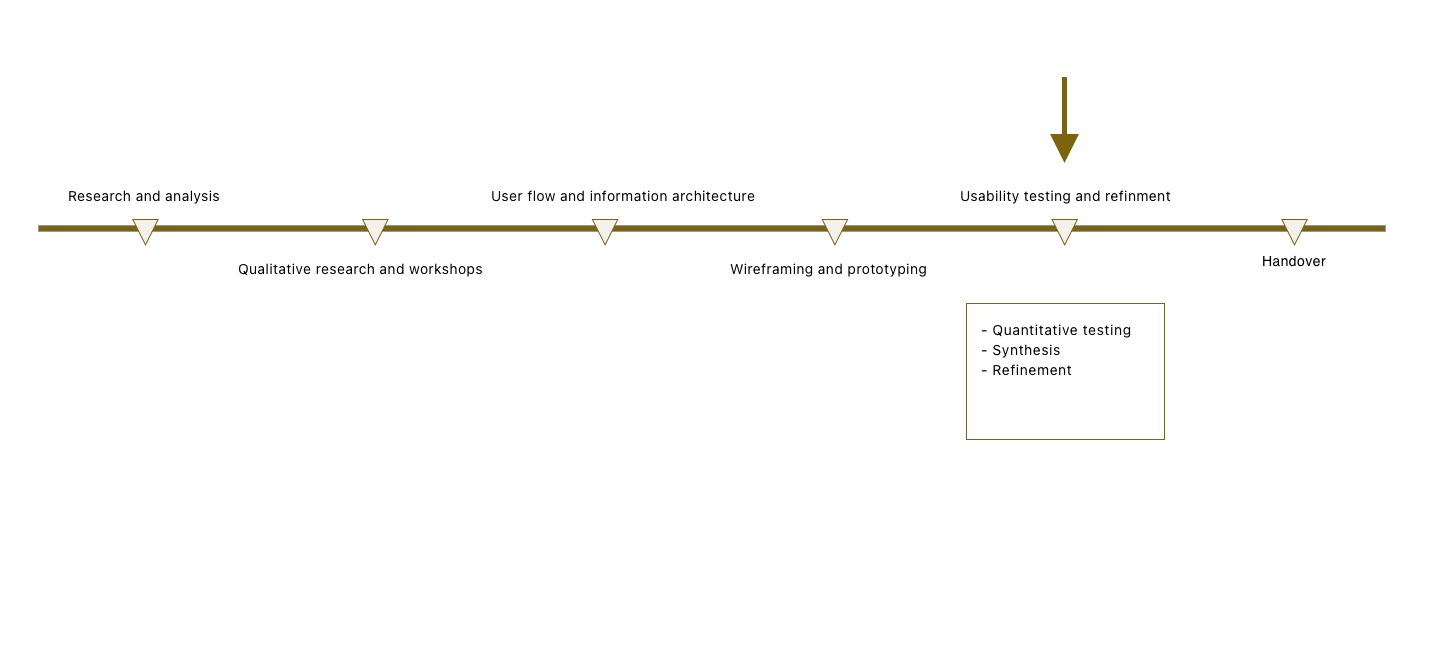 Research and analysis
User flow and information architecture
Usability testing and refinment
Qualitative research and workshops
Wireframing and prototyping
Handover
- Quantitative testing
- Synthesis
- Refinement